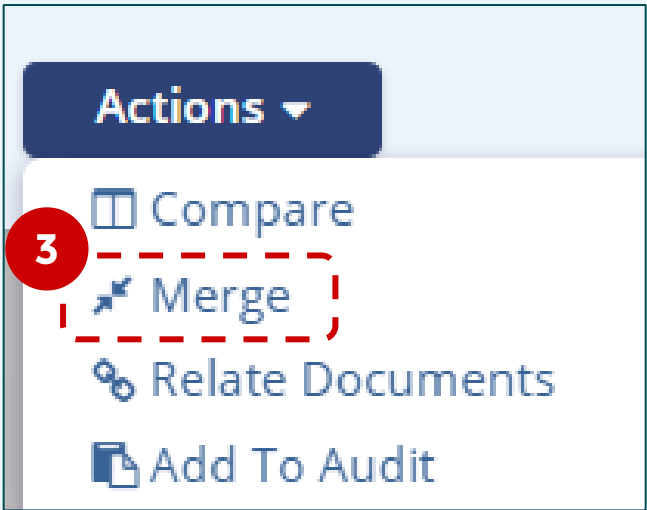 Actions
Compare
3
Merge
Relate Documents
Add To Audit